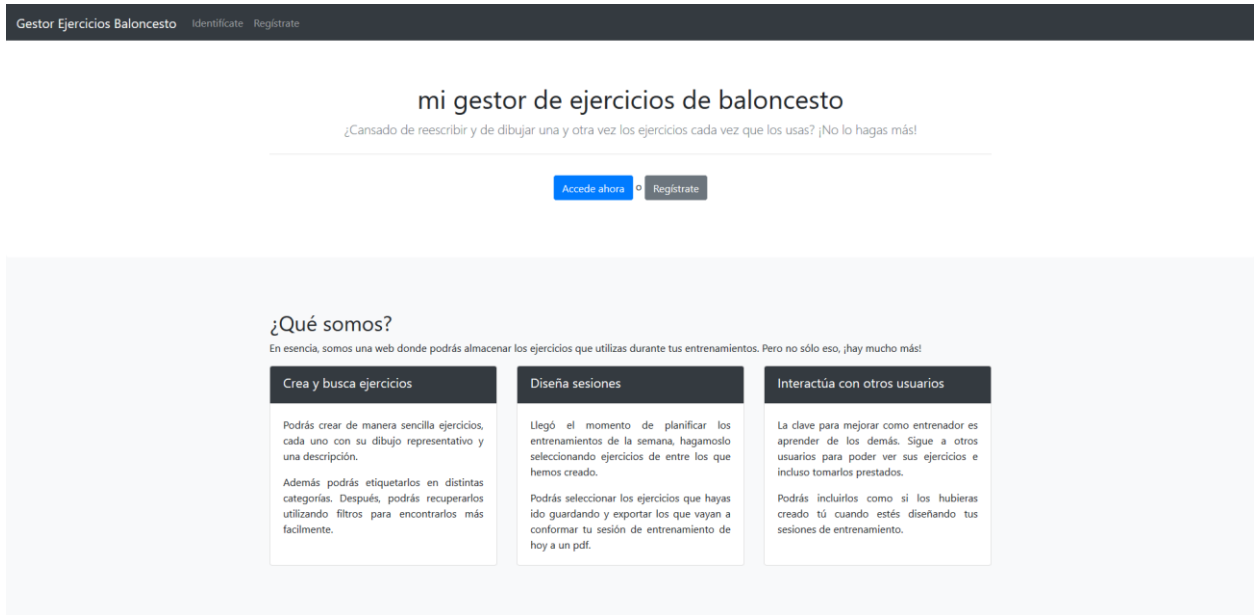 Gestor Ejercicios Baloncesto Identifícate Regístrate
mi gestor de ejercicios de baloncesto
¿Cansado de reescribir y de dibujar una y otra vez los ejercicios cada vez que los usas? ¡No lo hagas más!
Accede ahora o Regístrate
¿Qué somos?
En esencia, somos una web donde podrás almacenar los ejercicios que utilizas durante tus entrenamientos. Pero no sólo eso, ¡hay mucho más!
Crea y busca ejercicios
Podrás crear de manera sencilla ejercicios,
cada uno con su dibujo representativo y
una descripción.
Además podrás etiquetarlos en distintas
categorías. Después, podrás recuperarlos
utilizando filtros para encontrarlos más
facilmente.
Diseña sesiones
Llegó el momento de planificar los
entrenamientos de la semana, hagamoslo
seleccionando ejercicios de entre los que
hemos creado.
Podrás seleccionar los ejercicios que hayas
ido guardando y exportar los que vayan a
conformar tu sesión de entrenamiento de
hoy a un pdf.
Interactúa con otros usuarios
La clave para mejorar como entrenador es
aprender de los demás. Sigue a otros
usuarios para poder ver sus ejercicios e
incluso tomarlos prestados.
Podrás incluirlos como si los hubieras
creado tú cuando estés diseñando tus
sesiones de entrenamiento.